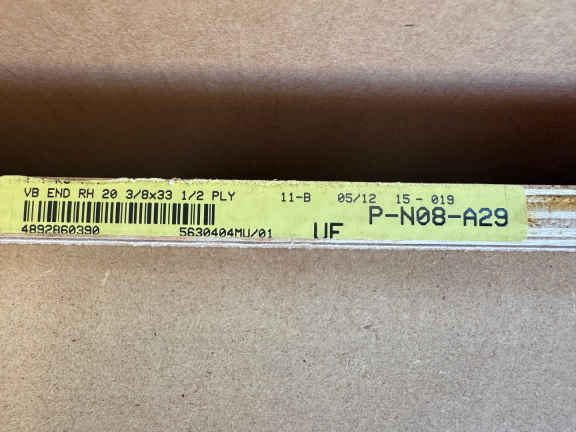 VB END RH 20 3/8x33 1/2 PLY 11-B 05/12 15 - 019
P-N08-A29
4892860390 5630404MU/01 UF